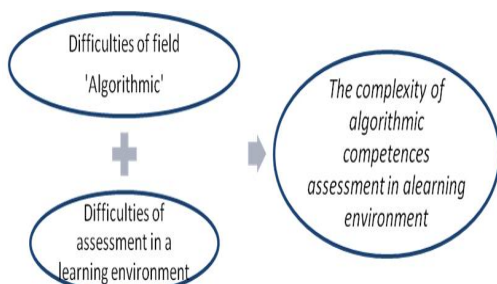 Difficulties of field
'Algorithmic'
Difficulties of
assessment in a
learning environment
The complexity of
algorithmic
competences
assessment in alearning
environment